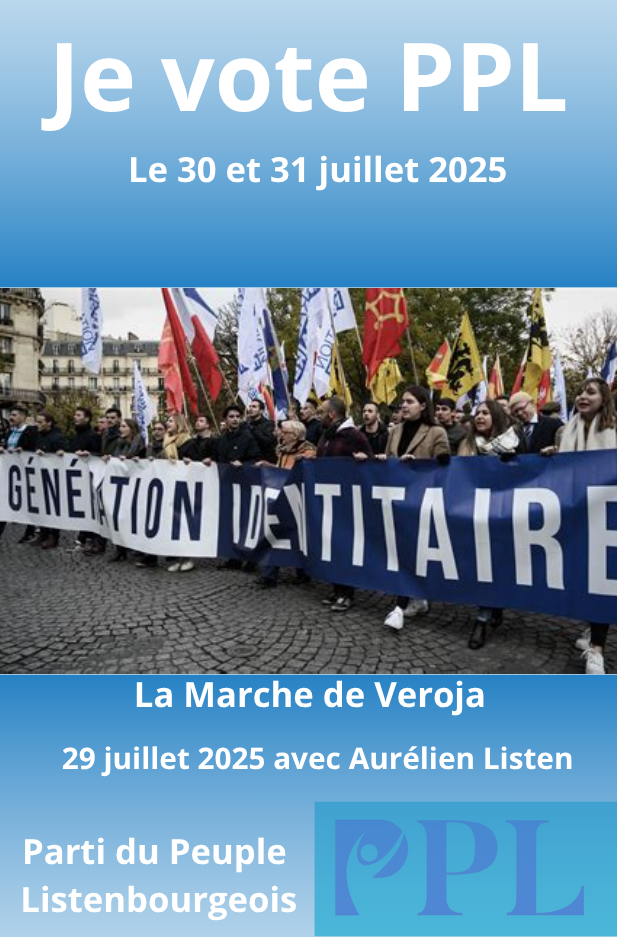 Je vote PPL
Le 30 et 31 juillet 2025
GÉNÉRATION IDENTITAIRE
La Marche de Veroja
29 juillet 2025 avec Aurélien Listen
Parti du Peuple
Listenbourgeois
PPL